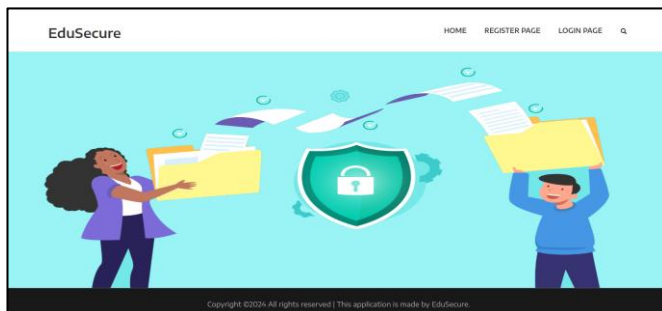 EduSecure
HOME REGISTER PAGE LOGIN PAGE
Copyright ©2024 All rights reserved | This application is made by EduSecure.